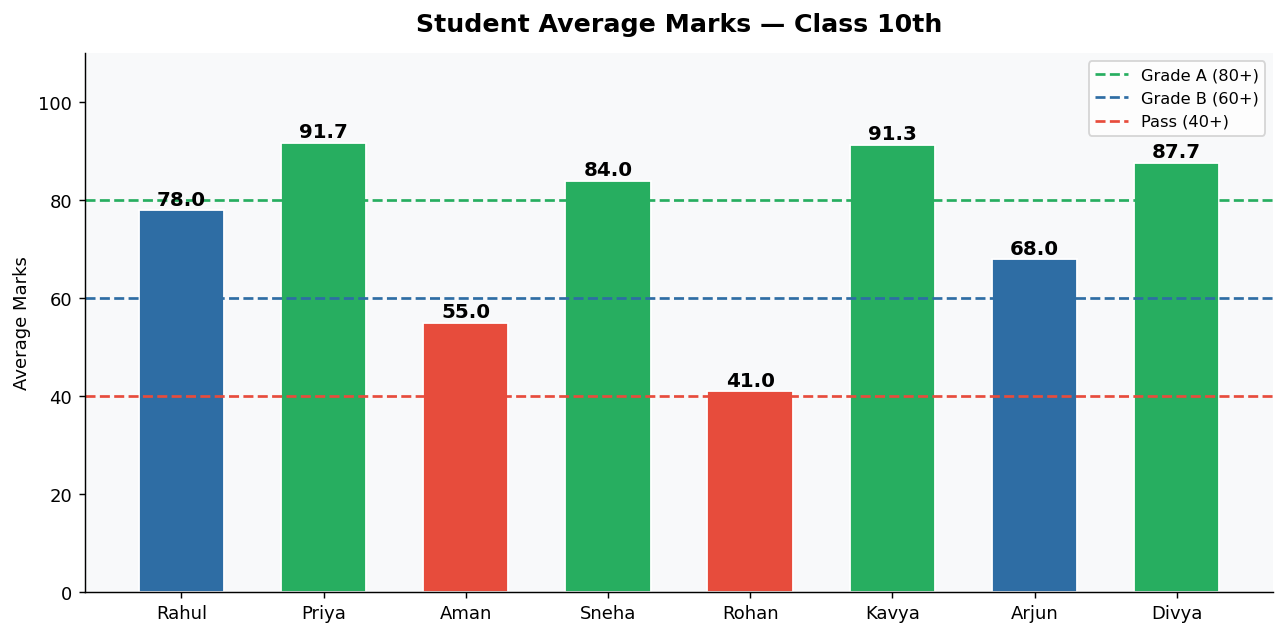 Student Average Marks — Class 10th
Grade A (80+)
Grade B (60+)
Pass (40+)
Average Marks
100
80
60
40
20
0
78.0
91.7
55.0
84.0
41.0
91.3
68.0
87.7
Rahul
Priya
Aman
Sneha
Rohan
Kavya
Arjun
Divya